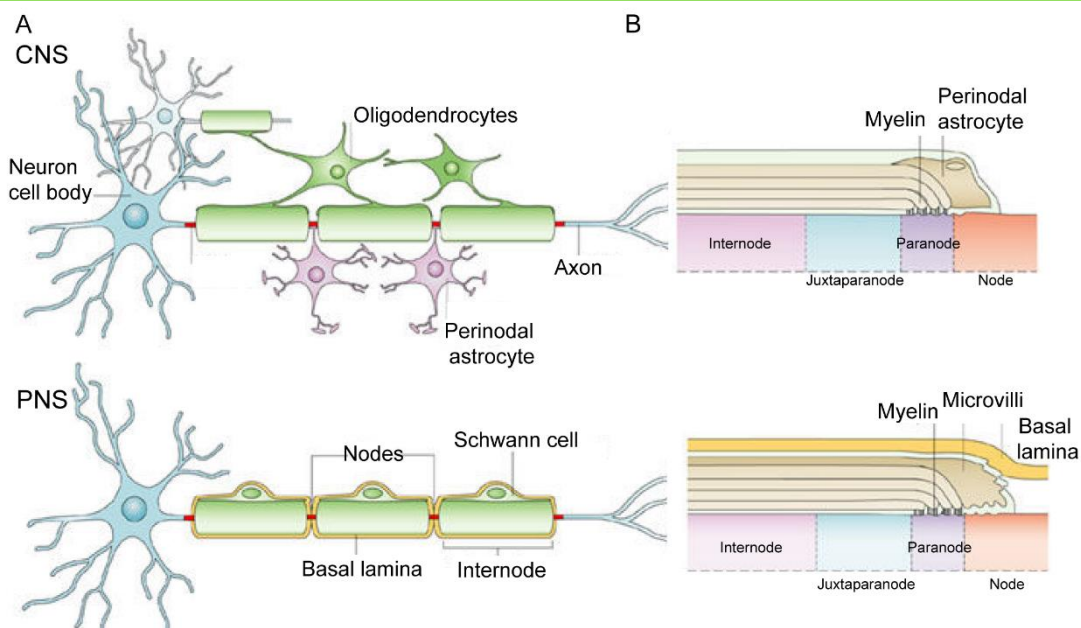 A
CNS
Oligodendrocytes
Neuron
cell body
Axon
Perinodal
astrocyte
B
Perinodal
astrocyte
Myelin
Internode
Paranode
Juxtaparanode
Node
PNS
Nodes
Schwann cell
Basal lamina
Internode
Microvilli
Myelin
Basal
lamina
Internode
Paranode
Juxtaparanode
Node